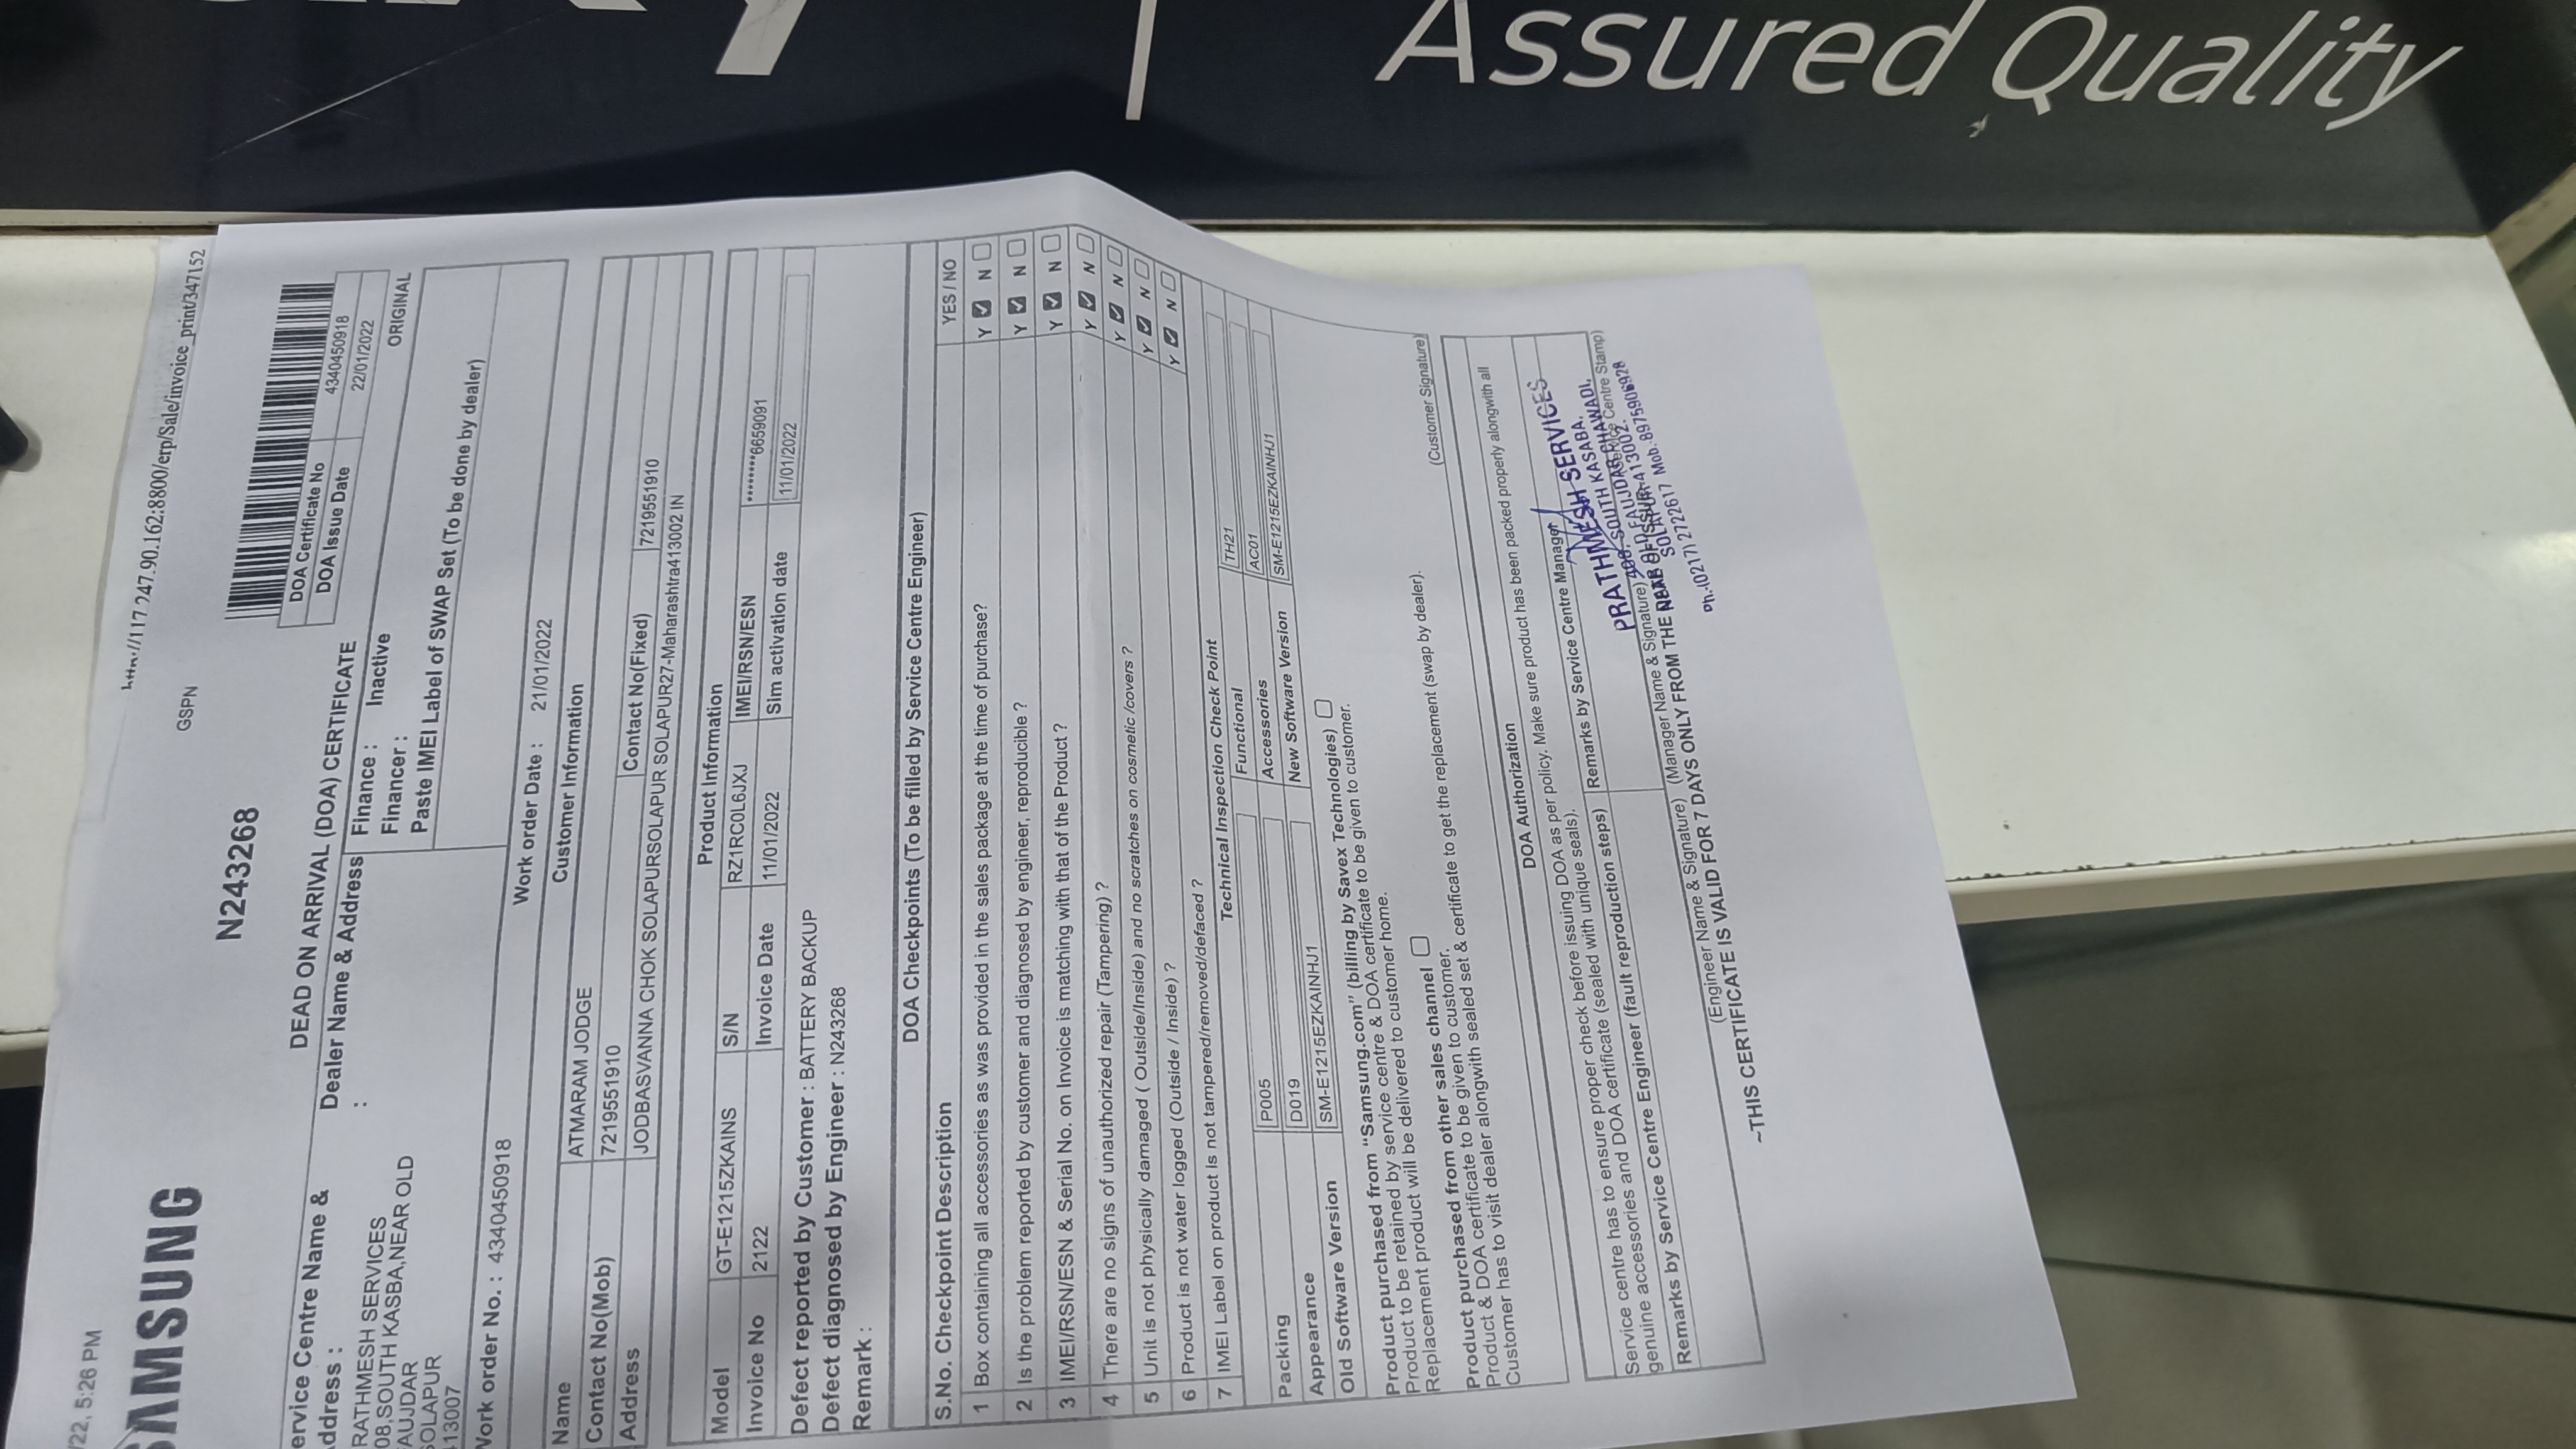 Assured Quality
http://117.247.90.162:8800/erp/Sale/invoice_print/347152
/22, 5:26 PM
GSPN
SAMSUNG
N243268
DEAD ON ARRIVAL (DOA) CERTIFICATE
DOA Certificate No 4340450918
DOA Issue Date 22/01/2022
ORIGINAL
ervice Centre Name &
ddress :
RATHMESH SERVICES
08,SOUTH KASBA,NEAR OLD
AUJDAR
SOLAPUR
413007
Dealer Name & Address
:
Finance : Inactive
Financer :
Paste IMEI Label of SWAP Set (To be done by dealer)
Work order No. : 4340450918
Work order Date : 21/01/2022
Customer Information
Name ATMARAM JODGE
Contact No(Mob) 7219551910 Contact No(Fixed) 7219551910
Address JODBASVANNA CHOK SOLAPURSOLAPUR SOLAPUR27-Maharashtra413002 IN
Product Information
Model GT-E1215ZKAINS S/N RZ1RC0L6JXJ IMEI/RSN/ESN ********6659091
Invoice No 2122 Invoice Date 11/01/2022 Sim activation date 11/01/2022
Defect reported by Customer : BATTERY BACKUP
Defect diagnosed by Engineer : N243268
Remark :
DOA Checkpoints (To be filled by Service Centre Engineer)
S.No. Checkpoint Description YES / NO
1 Box containing all accessories as was provided in the sales package at the time of purchase? Y N
2 Is the problem reported by customer and diagnosed by engineer, reproducible ? Y N
3 IMEI/RSN/ESN & Serial No. on Invoice is matching with that of the Product ? Y N
4 There are no signs of unauthorized repair (Tampering) ? Y N
5 Unit is not physically damaged ( Outside/Inside) and no scratches on cosmetic /covers ? Y N
6 Product is not water logged (Outside / Inside) ? Y N
7 IMEI Label on product Is not tampered/removed/defaced ? Y N
Technical Inspection Check Point
Packing P005 Functional TH21
Appearance D019 Accessories AC01
Old Software Version SM-E1215EZKAINHJ1 New Software Version SM-E1215EZKAINHJ1
Product purchased from "Samsung.com" (billing by Savex Technologies)
Product to be retained by service centre & DOA certificate to be given to customer.
Replacement product will be delivered to customer home.
Product purchased from other sales channel
Product & DOA certificate to be given to customer.
Customer has to visit dealer alongwith sealed set & certificate to get the replacement (swap by dealer).
(Customer Signature)
DOA Authorization
Service centre has to ensure proper check before issuing DOA as per policy. Make sure product has been packed properly alongwith all
genuine accessories and DOA certificate (sealed with unique seals).
Remarks by Service Centre Engineer (fault reproduction steps) Remarks by Service Centre Manager
PRATHMESH SERVICES
408, SOUTH KASABA,
OLD FAUJDAR CHAWADI,
SOLAPUR-413002.
Ph.(0217) 2722617 Mob. 8975906928
(Engineer Name & Signature) (Manager Name & Signature) (Service Centre Stamp)
~THIS CERTIFICATE IS VALID FOR 7 DAYS ONLY FROM THE DATE OF ISSUE~